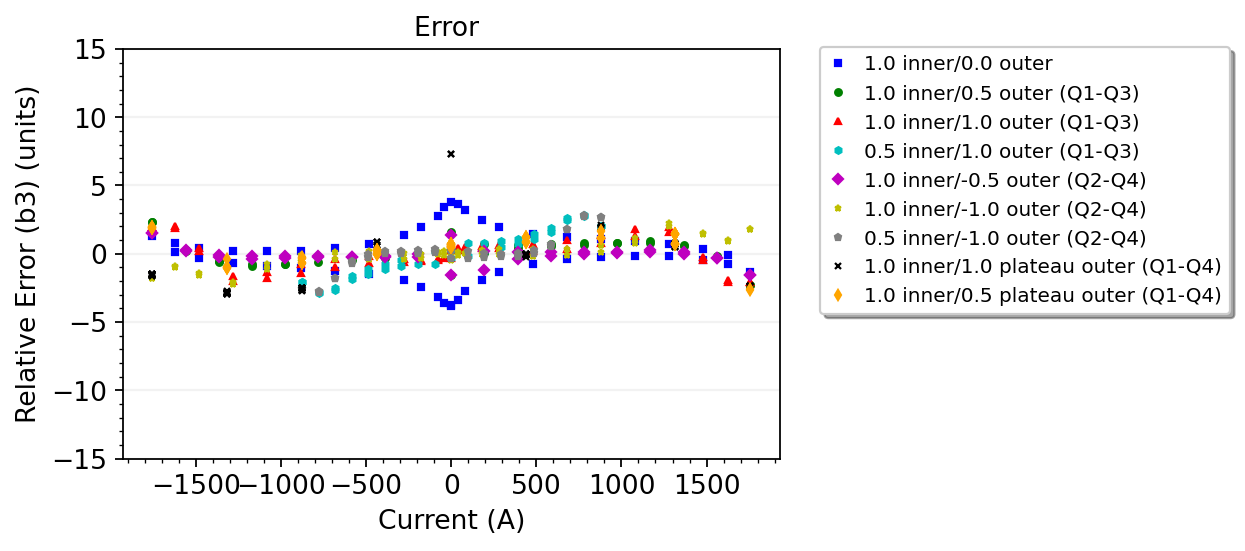 Error
Relative Error (b3) (units)
15
10
5
0
−5
−10
−15
−1500 −1000 −500 0 500 1000 1500
Current (A)
1.0 inner/0.0 outer
1.0 inner/0.5 outer (Q1-Q3)
1.0 inner/1.0 outer (Q1-Q3)
0.5 inner/1.0 outer (Q1-Q3)
1.0 inner/-0.5 outer (Q2-Q4)
1.0 inner/-1.0 outer (Q2-Q4)
0.5 inner/-1.0 outer (Q2-Q4)
1.0 inner/1.0 plateau outer (Q1-Q4)
1.0 inner/0.5 plateau outer (Q1-Q4)